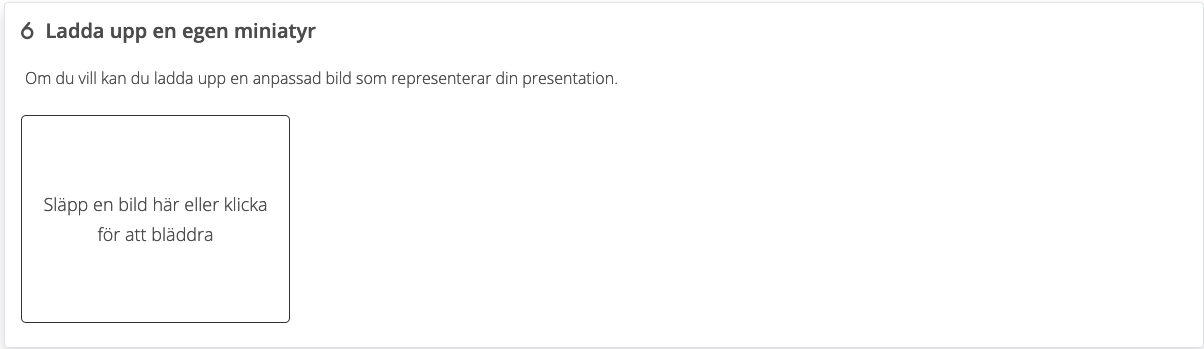 6 Ladda upp en egen miniatyr
Om du vill kan du ladda upp en anpassad bild som representerar din presentation.
Släpp en bild här eller klicka
för att bläddra